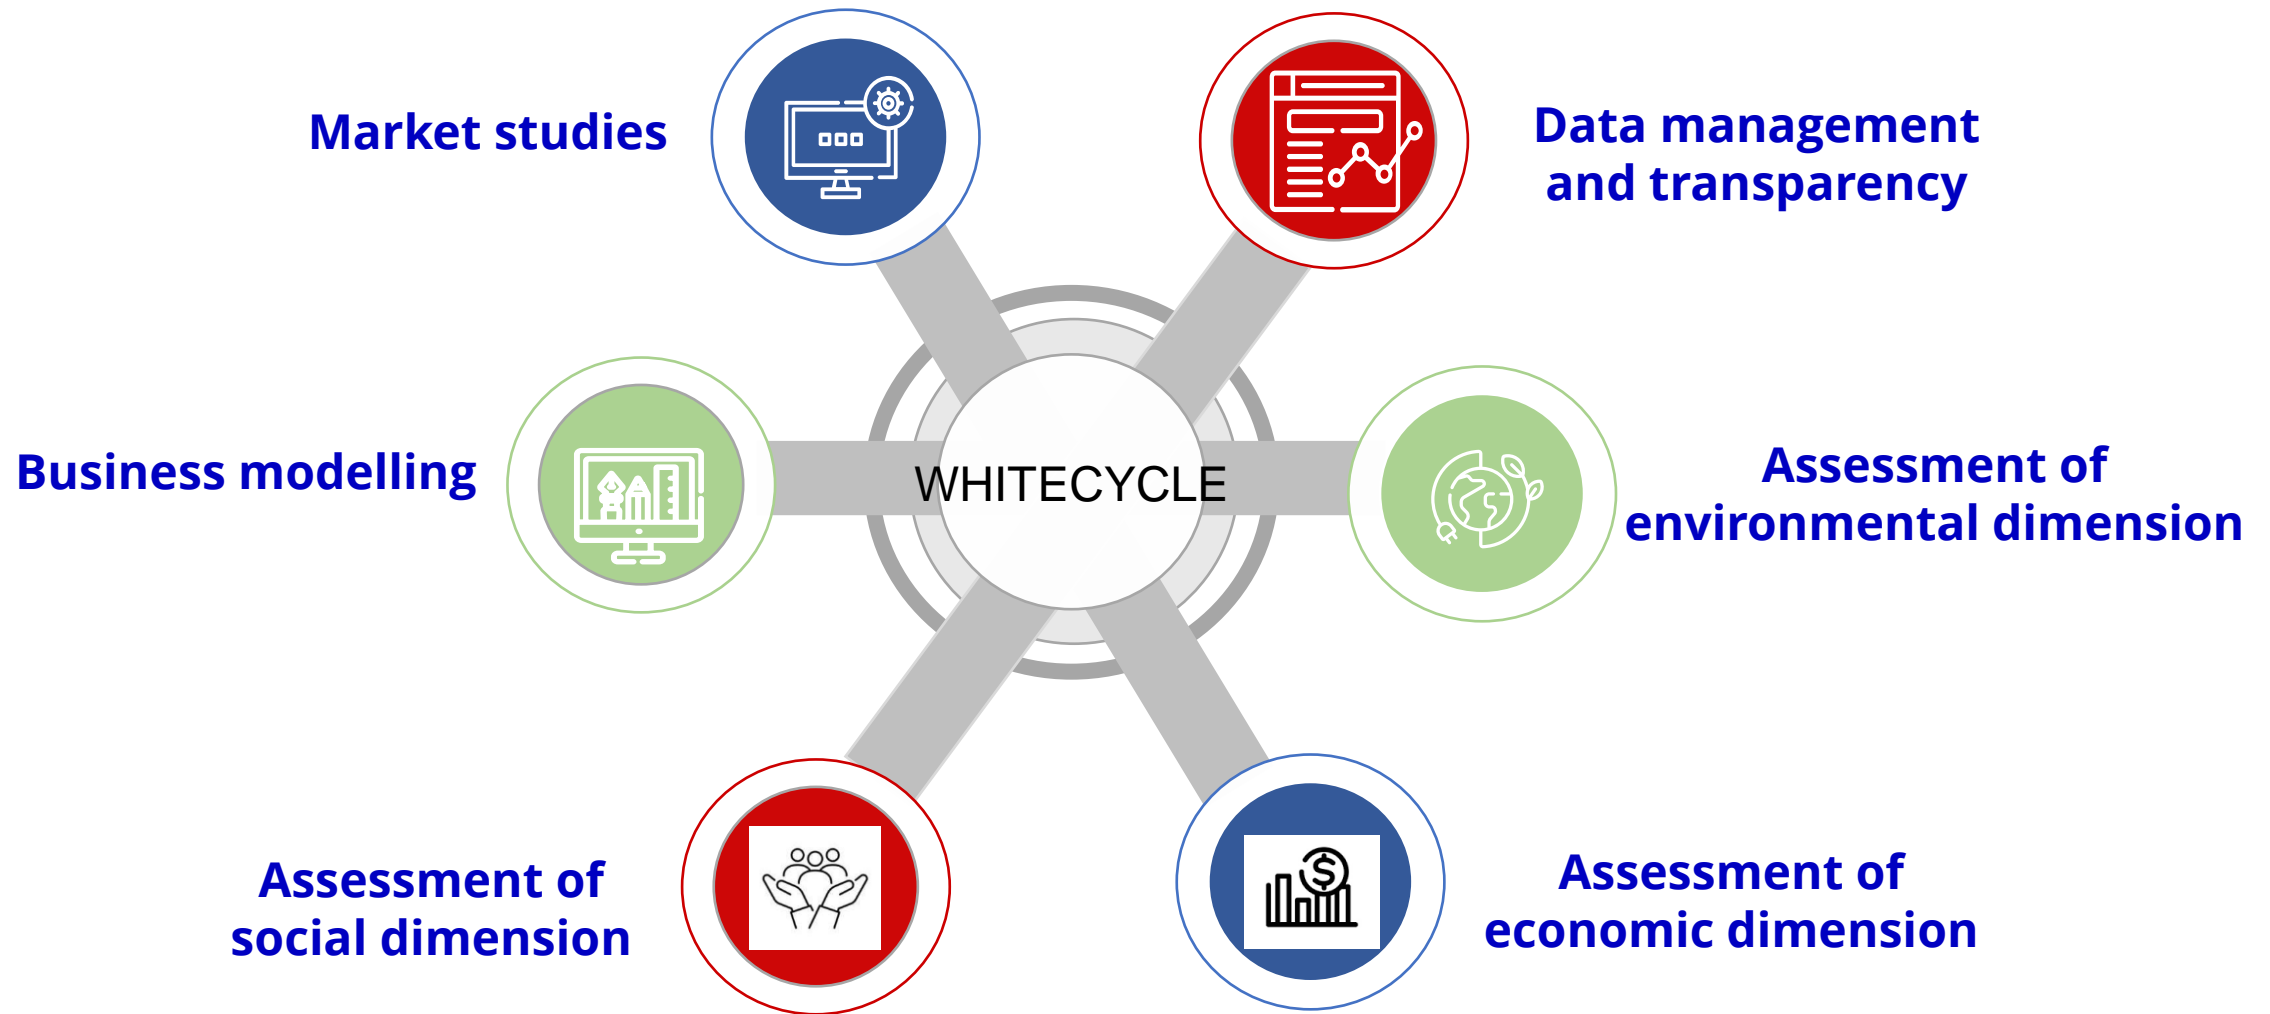 Market studies
Data management
and transparency
Business modelling
WHITECYCLE
Assessment of
environmental dimension
Assessment of
social dimension
Assessment of
economic dimension